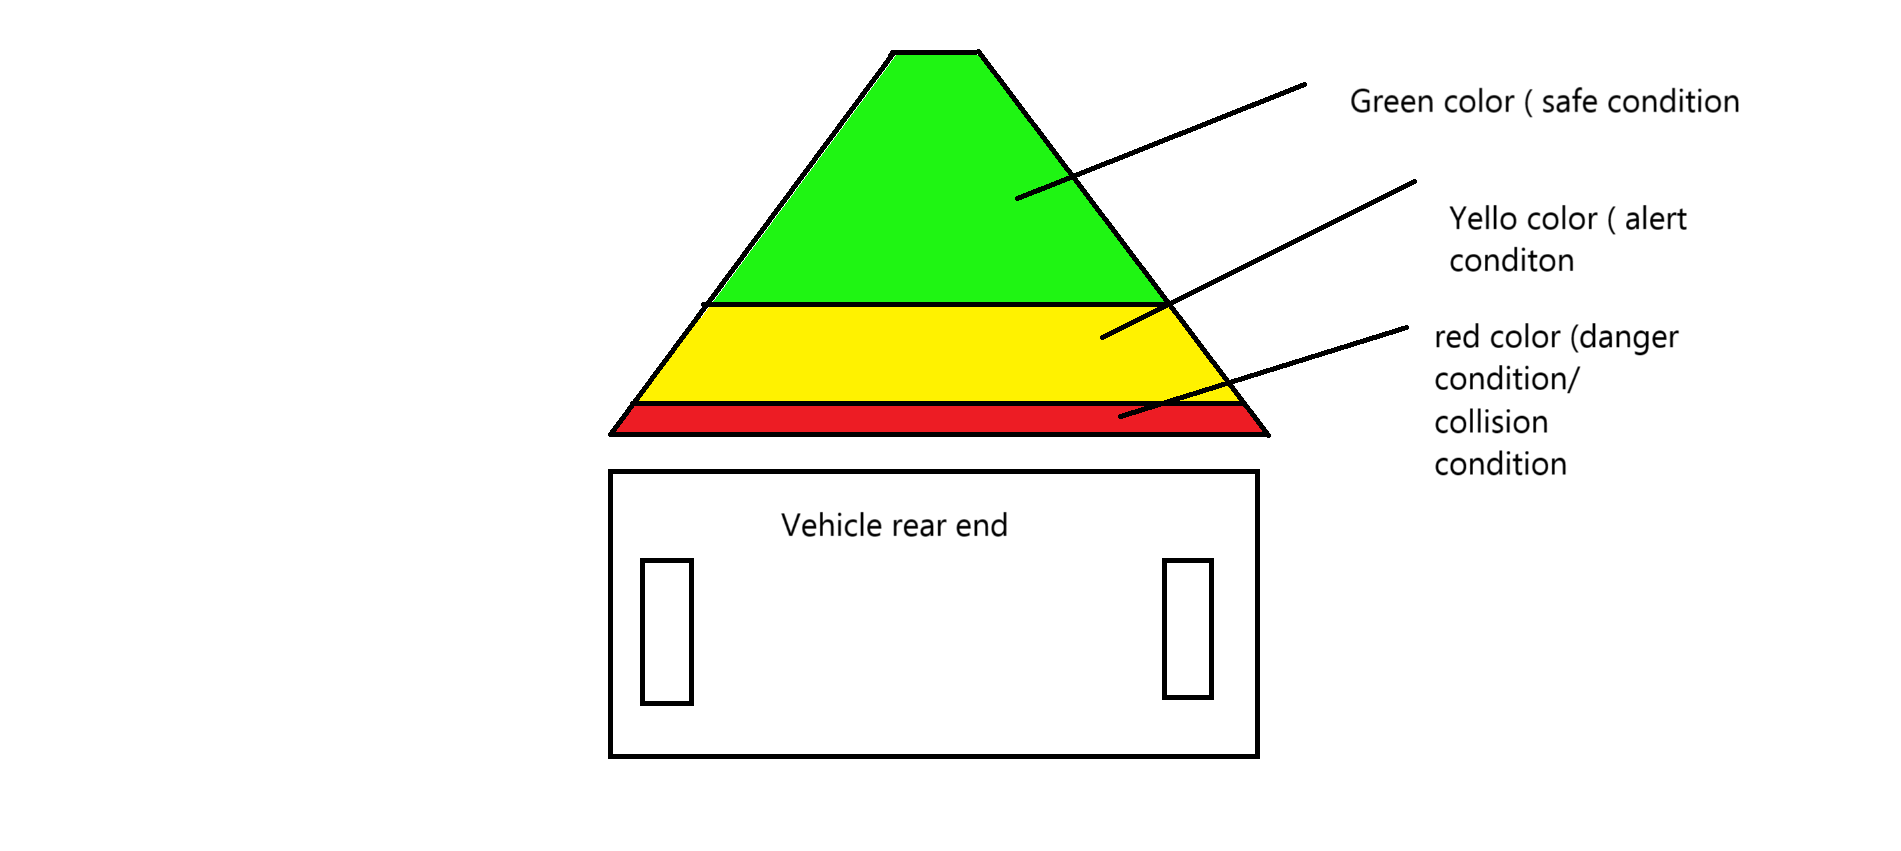 Green color ( safe condition
Yello color ( alert
conditon
red color (danger
condition/
collision
condition
Vehicle rear end